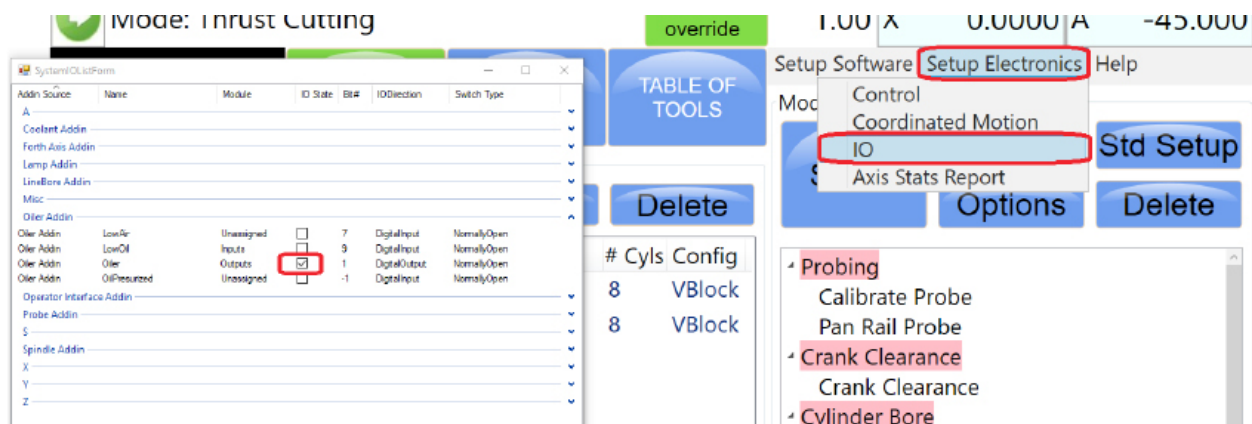 Mode: Thrust Cutting
override
1.00 X 0.0000 A -45.000
SystemIOListForm
Addin Source Name Module IO State Bit# IODirection Switch Type
A
Coolant Addin
Forth Axis Addin
Lamp Addin
LineBore Addin
Misc
Oiler Addin
Oiler Addin LowAir Unassigned 7 DigitalInput NormallyOpen
Oiler Addin LowOil Inputs 9 DigitalInput NormallyOpen
Oiler Addin Oiler Outputs 1 DigitalOutput NormallyOpen
Oiler Addin OilPresurized Unassigned -1 DigitalInput NormallyOpen
Operator Interface Addin
Probe Addin
S
Spindle Addin
X
Y
Z
TABLE OF
TOOLS
Delete
# Cyls Config
8 VBlock
8 VBlock
Setup Software Setup Electronics Help
Control
Coordinated Motion
IO
Axis Stats Report
Std Setup
Options Delete
Probing
Calibrate Probe
Pan Rail Probe
Crank Clearance
Crank Clearance
Cylinder Bore